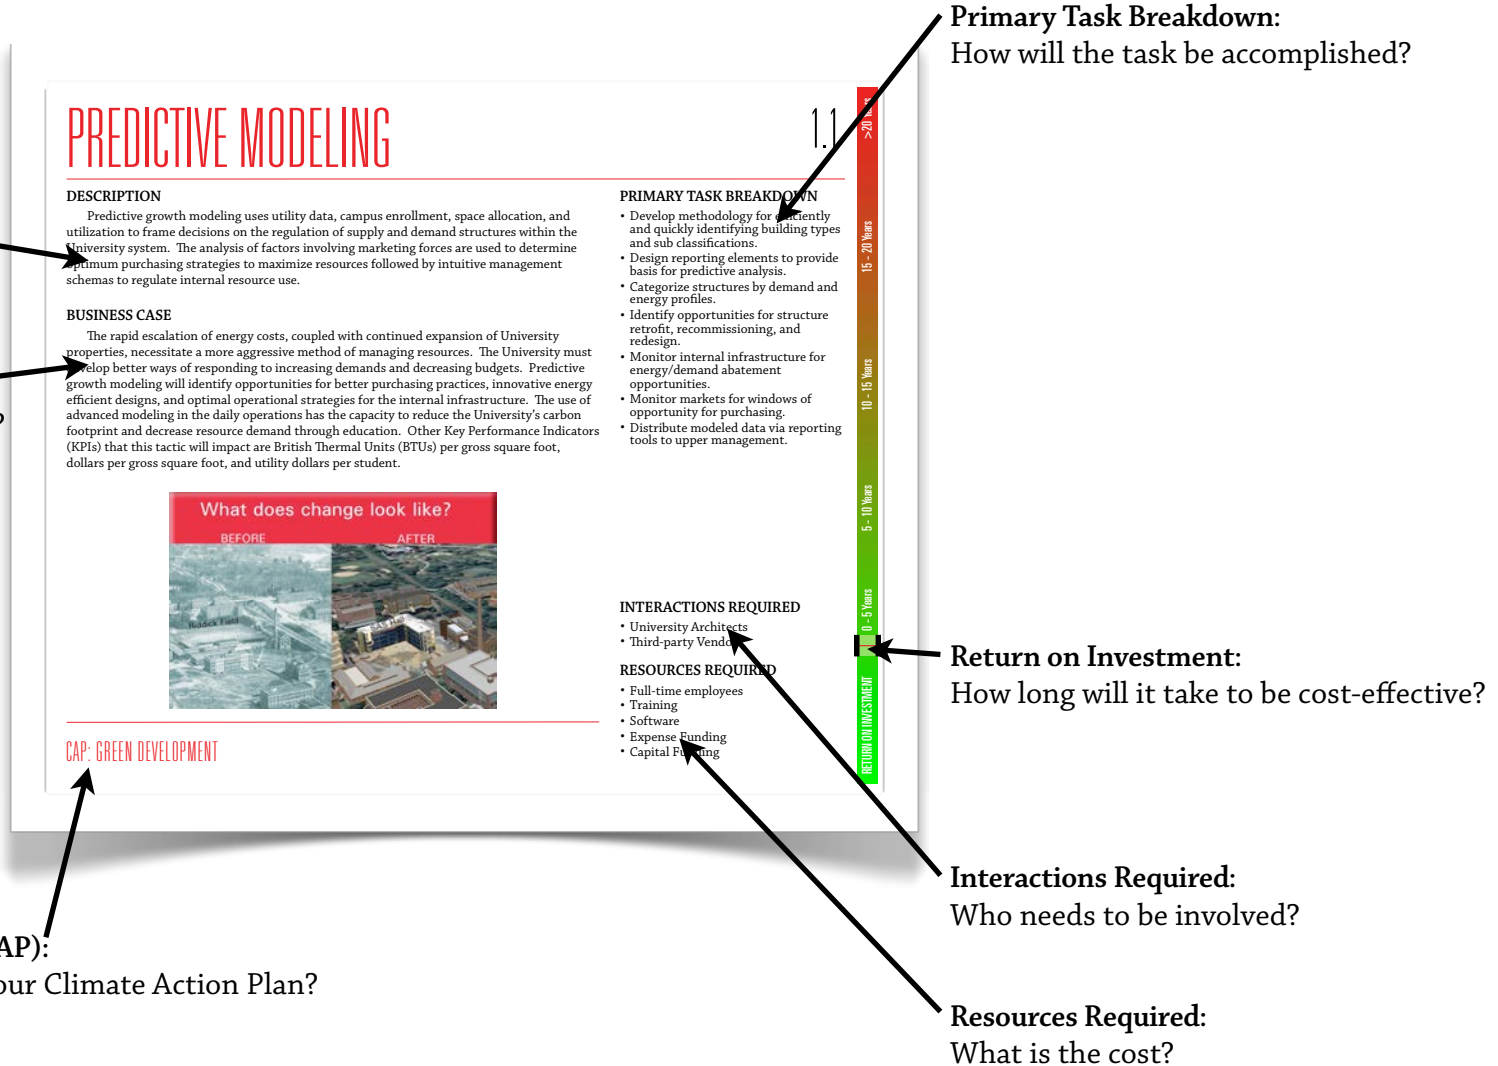 Primary Task Breakdown:
How will the task be accomplished?
PREDICTIVE MODELING
1.1
DESCRIPTION
Predictive growth modeling uses utility data, campus enrollment, space allocation, and
utilization to frame decisions on the regulation of supply and demand structures within the
University system. The analysis of factors involving marketing forces are used to determine
optimum purchasing strategies to maximize resources followed by intuitive management
schemas to regulate internal resource use.
BUSINESS CASE
The rapid escalation of energy costs, coupled with continued expansion of University
properties, necessitate a more aggressive method of managing resources. The University must
develop better ways of responding to increasing demands and decreasing budgets. Predictive
growth modeling will identify opportunities for better purchasing practices, innovative energy
efficient designs, and optimal operational strategies for the internal infrastructure. The use of
advanced modeling in the daily operations has the capacity to reduce the University's carbon
footprint and decrease resource demand through education. Other Key Performance Indicators
(KPIs) that this tactic will impact are British Thermal Units (BTUs) per gross square foot,
dollars per gross square foot, and utility dollars per student.
?
What does change look like?
BEFORE
AFTER
Riddick Field
CAP: GREEN DEVELOPMENT
PRIMARY TASK BREAKDOWN
• Develop methodology for efficiently
and quickly identifying building types
and sub classifications.
• Design reporting elements to provide
basis for predictive analysis.
• Categorize structures by demand and
energy profiles.
• Identify opportunities for structure
retrofit, recommissioning, and
redesign.
• Monitor internal infrastructure for
energy/demand abatement
opportunities.
• Monitor markets for windows of
opportunity for purchasing.
• Distribute modeled data via reporting
tools to upper management.
INTERACTIONS REQUIRED
• University Architects
• Third-party Vendors
RESOURCES REQUIRED
• Full-time employees
• Training
• Software
• Expense Funding
• Capital Funding
>20 Years
15 - 20 Years
10 - 15 Years
5 - 10 Years
0 - 5 Years
RETURN ON INVESTMENT
Return on Investment:
How long will it take to be cost-effective?
Interactions Required:
Who needs to be involved?
AP):
our Climate Action Plan?
Resources Required:
What is the cost?